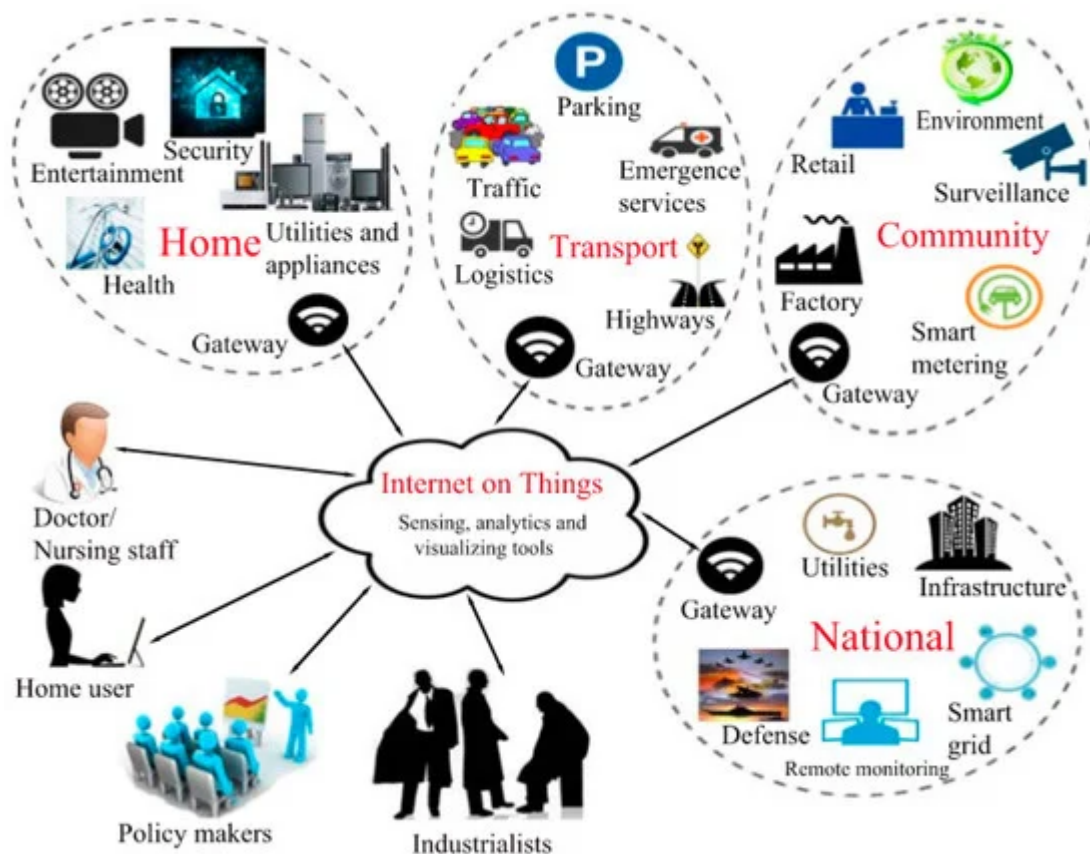 Entertainment
Security
Home
Utilities and
appliances
Health
Gateway
P
Parking
Traffic
Emergence
services
Logistics
Transport
Highways
Gateway
Retail
Environment
Surveillance
Community
Factory
Smart
metering
Gateway
Doctor/
Nursing staff
Internet on Things
Sensing, analytics and
visualizing tools
Home user
Policy makers
Industrialists
Gateway
Utilities
Infrastructure
National
Defense
Remote monitoring
Smart
grid